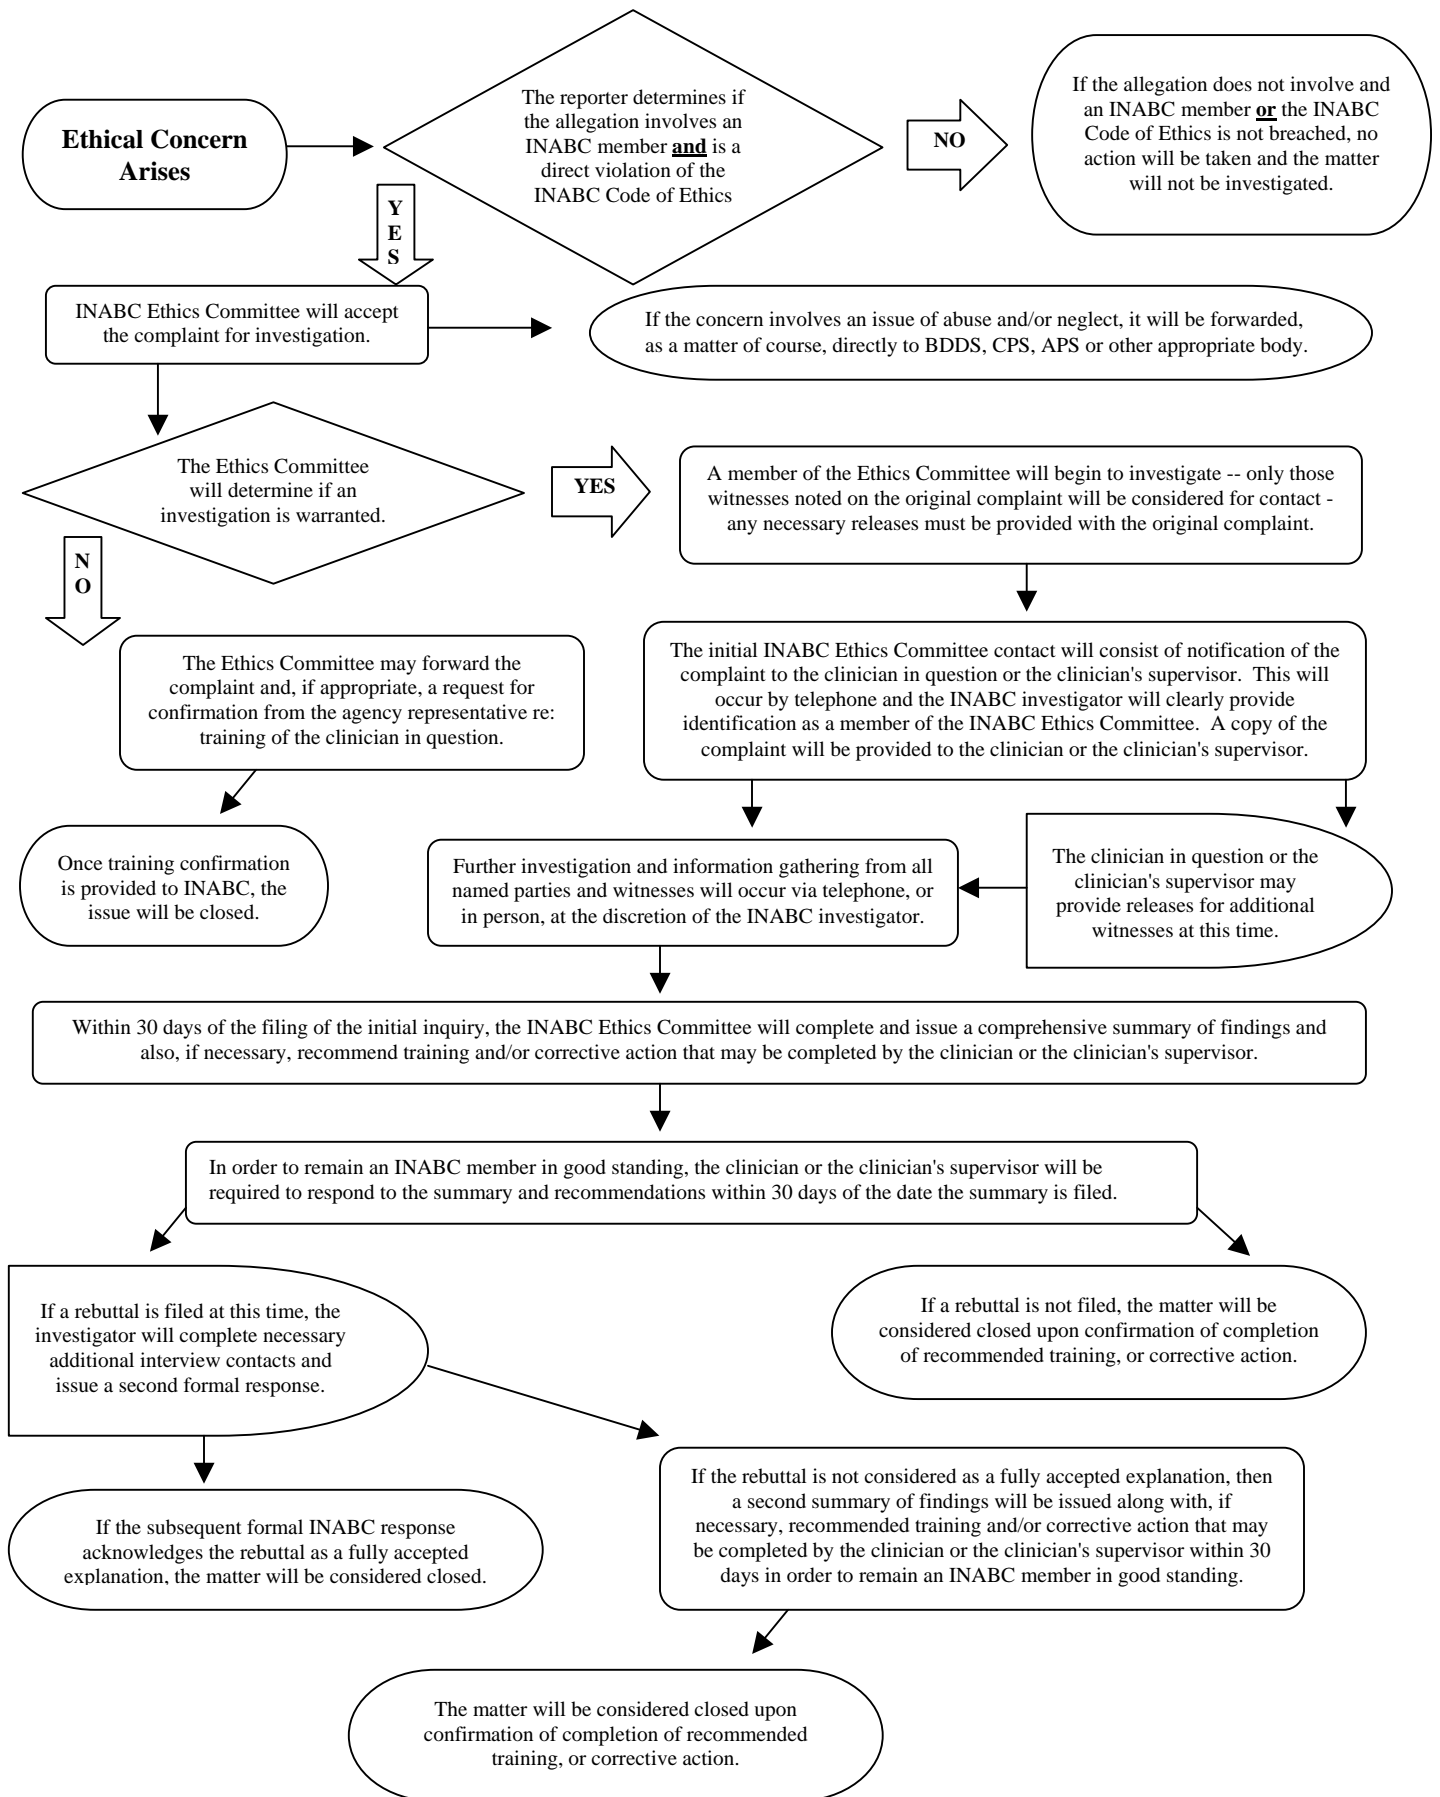 Ethical Concern
Arises
The reporter determines if
the allegation involves an
INABC member and is a
direct violation of the
INABC Code of Ethics
NO
If the allegation does not involve and
an INABC member or the INABC
Code of Ethics is not breached, no
action will be taken and the matter
will not be investigated.
Y
E
S
INABC Ethics Committee will accept
the complaint for investigation.
If the concern involves an issue of abuse and/or neglect, it will be forwarded,
as a matter of course, directly to BDDS, CPS, APS or other appropriate body.
The Ethics Committee
will determine if an
investigation is warranted.
YES
A member of the Ethics Committee will begin to investigate -- only those
witnesses noted on the original complaint will be considered for contact -
any necessary releases must be provided with the original complaint.
N
O
The Ethics Committee may forward the
complaint and, if appropriate, a request for
confirmation from the agency representative re:
training of the clinician in question.
The initial INABC Ethics Committee contact will consist of notification of the
complaint to the clinician in question or the clinician's supervisor.  This will
occur by telephone and the INABC investigator will clearly provide
identification as a member of the INABC Ethics Committee.  A copy of the
complaint will be provided to the clinician or the clinician's supervisor.
Once training confirmation
is provided to INABC, the
issue will be closed.
Further investigation and information gathering from all
named parties and witnesses will occur via telephone, or
in person, at the discretion of the INABC investigator.
The clinician in question or the
clinician's supervisor may
provide releases for additional
witnesses at this time.
Within 30 days of the filing of the initial inquiry, the INABC Ethics Committee will complete and issue a comprehensive summary of findings and
also, if necessary, recommend training and/or corrective action that may be completed by the clinician or the clinician's supervisor.
In order to remain an INABC member in good standing, the clinician or the clinician's supervisor will be
required to respond to the summary and recommendations within 30 days of the date the summary is filed.
If a rebuttal is filed at this time, the
investigator will complete necessary
additional interview contacts and
issue a second formal response.
If a rebuttal is not filed, the matter will be
considered closed upon confirmation of completion
of recommended training, or corrective action.
If the subsequent formal INABC response
acknowledges the rebuttal as a fully accepted
explanation, the matter will be considered closed.
If the rebuttal is not considered as a fully accepted explanation, then
a second summary of findings will be issued along with, if
necessary, recommended training and/or corrective action that may
be completed by the clinician or the clinician's supervisor within 30
days in order to remain an INABC member in good standing.
The matter will be considered closed upon
confirmation of completion of recommended
training, or corrective action.